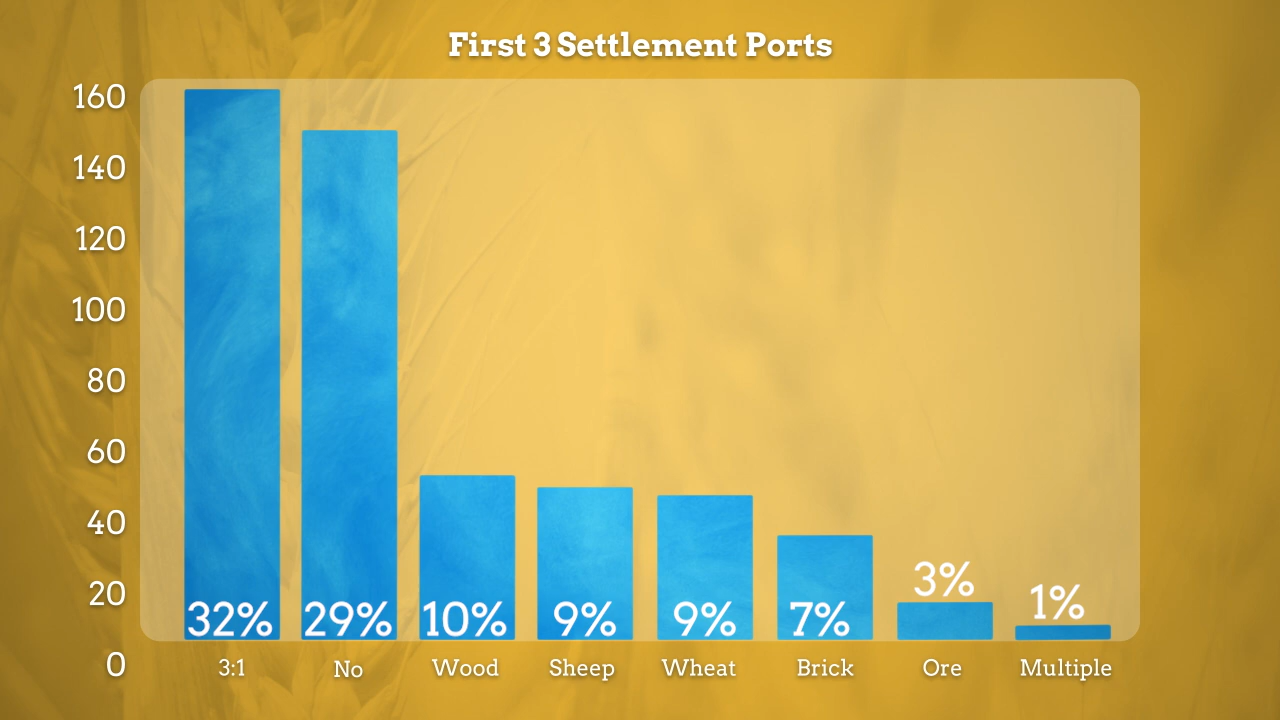 First 3 Settlement Ports
160
140
120
100
80
60
40
20
0
32%
29%
10%
9%
9%
7%
3%
1%
3:1
No
Wood
Sheep
Wheat
Brick
Ore
Multiple